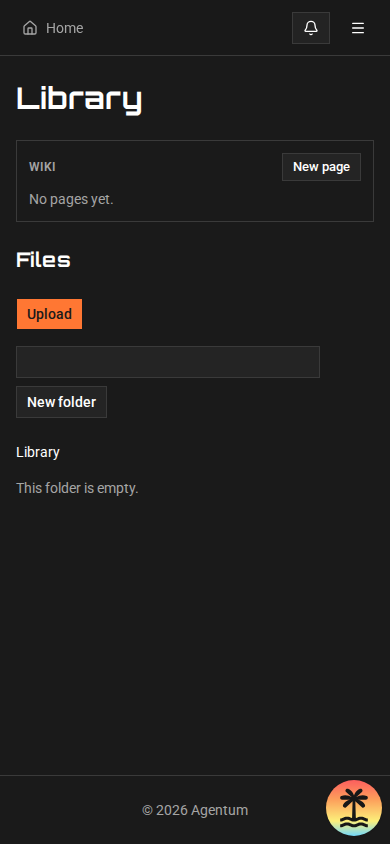 Home
Library
WIKI
New page
No pages yet.
Files
Upload
New folder
Library
This folder is empty.
© 2026 Agentum